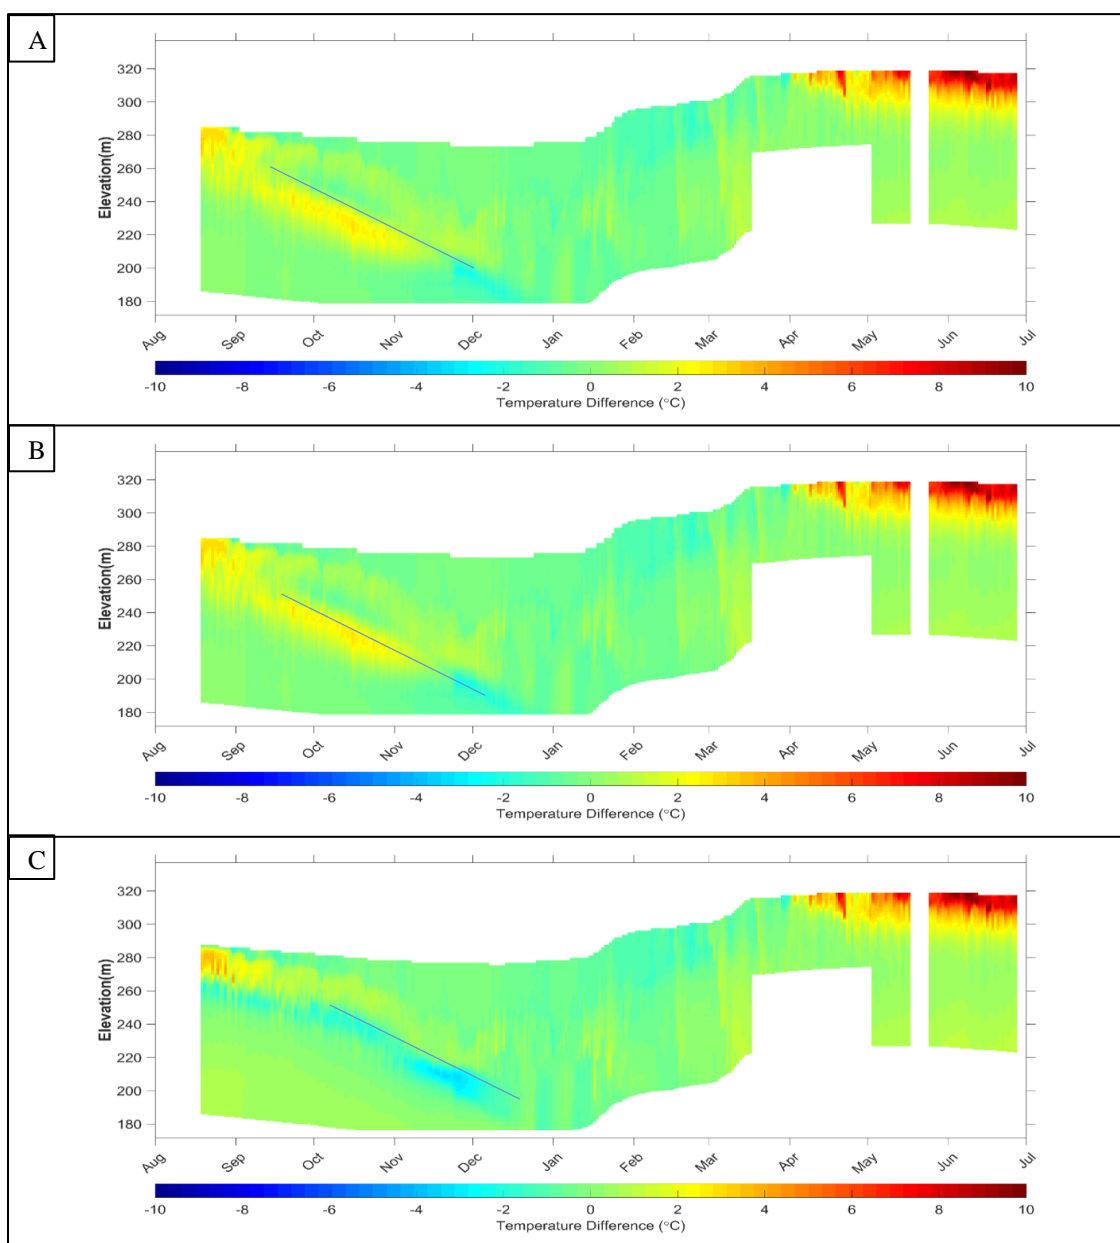 A
320
300
280
260
240
220
200
180
Elevation(m)
Aug Sep Oct Nov Dec Jan Feb Mar Apr May Jun Jul
-10 -8 -6 -4 -2 0 2 4 6 8 10
Temperature Difference (°C)
B
320
300
280
260
240
220
200
180
Elevation(m)
Aug Sep Oct Nov Dec Jan Feb Mar Apr May Jun Jul
-10 -8 -6 -4 -2 0 2 4 6 8 10
Temperature Difference (°C)
C
320
300
280
260
240
220
200
180
Elevation(m)
Aug Sep Oct Nov Dec Jan Feb Mar Apr May Jun Jul
-10 -8 -6 -4 -2 0 2 4 6 8 10
Temperature Difference (°C)